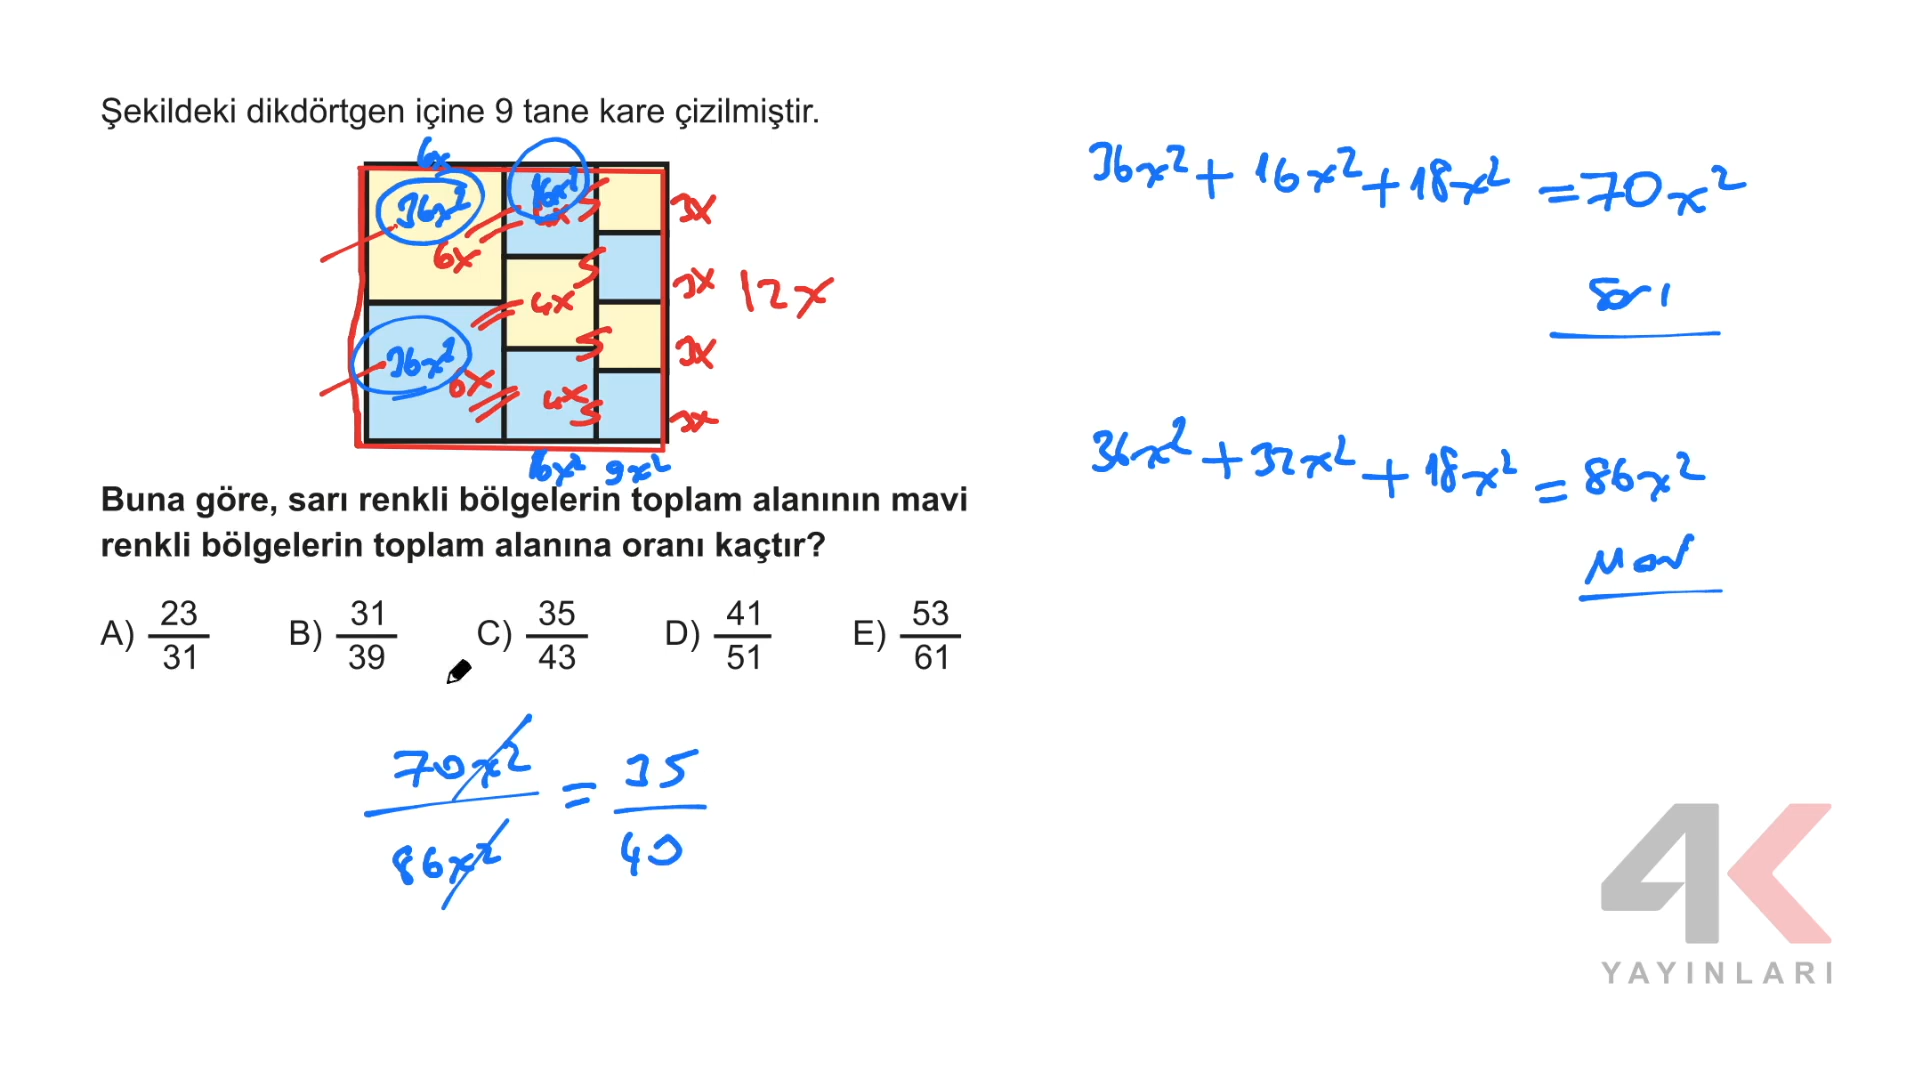 Şekildeki dikdörtgen içine 9 tane kare çizilmiştir.
6x
36x² 16x² 3x
6x 4x
4x 3x 12x
36x² 6x 4x 3x
3x
16x² 9x²
Buna göre, sarı renkli bölgelerin toplam alanının mavi
renkli bölgelerin toplam alanına oranı kaçtır?
A) 23/31 B) 31/39 C) 35/43 D) 41/51 E) 53/61
70x²/86x² = 35/43
36x² + 16x² + 18x² = 70x²
Sarı
36x² + 32x² + 18x² = 86x²
Mavi
4K
YAYINLARI